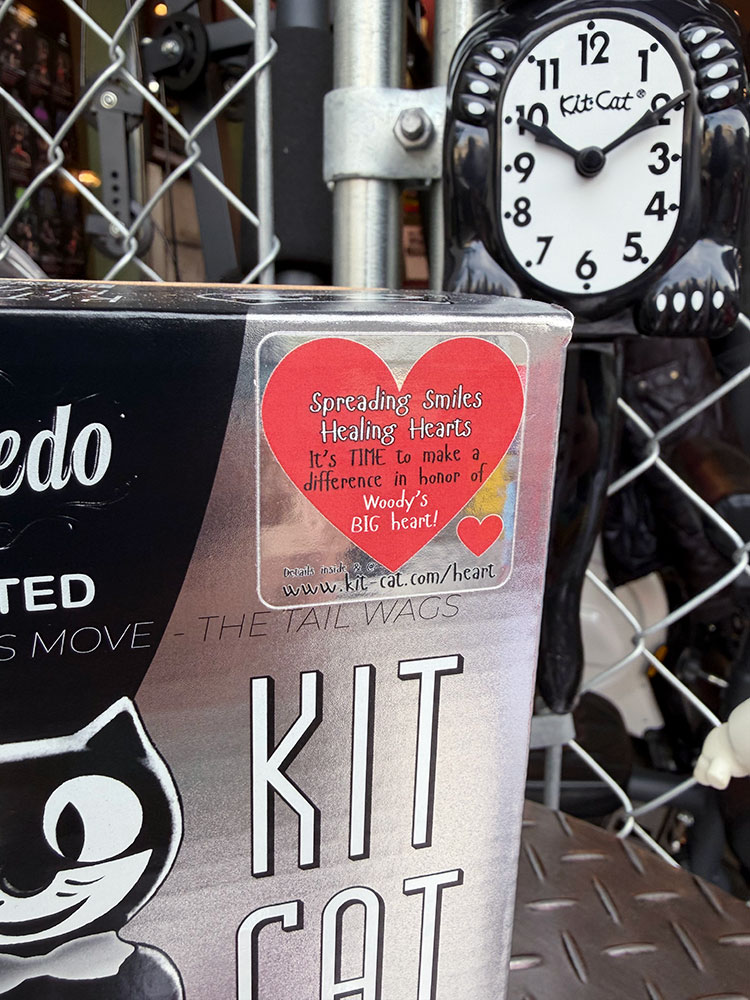 12
11 1
Kit-Cat®
10 2
9 3
8 4
7 5
6
Spreading Smiles
Healing Hearts
It's TIME to make a
difference in honor of
Woody's
BIG heart!
Details inside & @
www.kit-cat.com/heart
edo
TED
S MOVE - THE TAIL WAGS
KIT
CAT